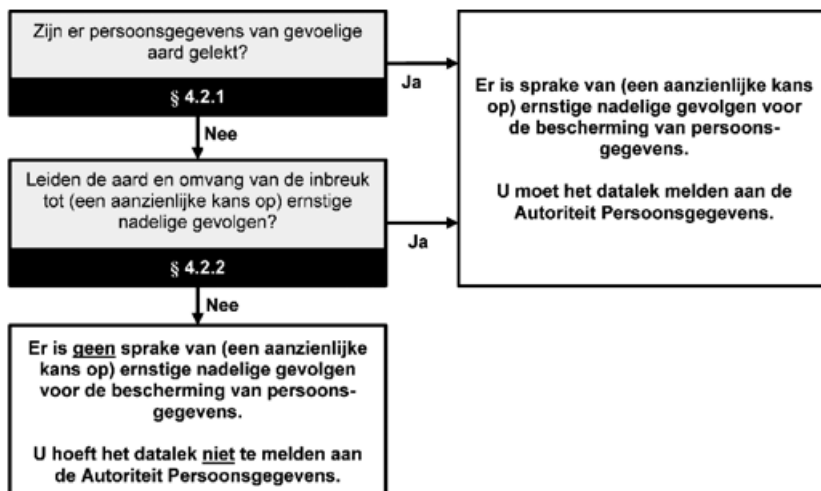 Zijn er persoonsgegevens van gevoelige
aard gelekt?
§ 4.2.1
Ja
Nee
Er is sprake van (een aanzienlijke kans
op) ernstige nadelige gevolgen voor
de bescherming van persoons-
gegevens.
U moet het datalek melden aan de
Autoriteit Persoonsgegevens.
Leiden de aard en omvang van de inbreuk
tot (een aanzienlijke kans op) ernstige
nadelige gevolgen?
§ 4.2.2
Ja
Nee
Er is geen sprake van (een aanzienlijke
kans op) ernstige nadelige gevolgen
voor de bescherming van persoons-
gegevens.
U hoeft het datalek niet te melden aan
de Autoriteit Persoonsgegevens.